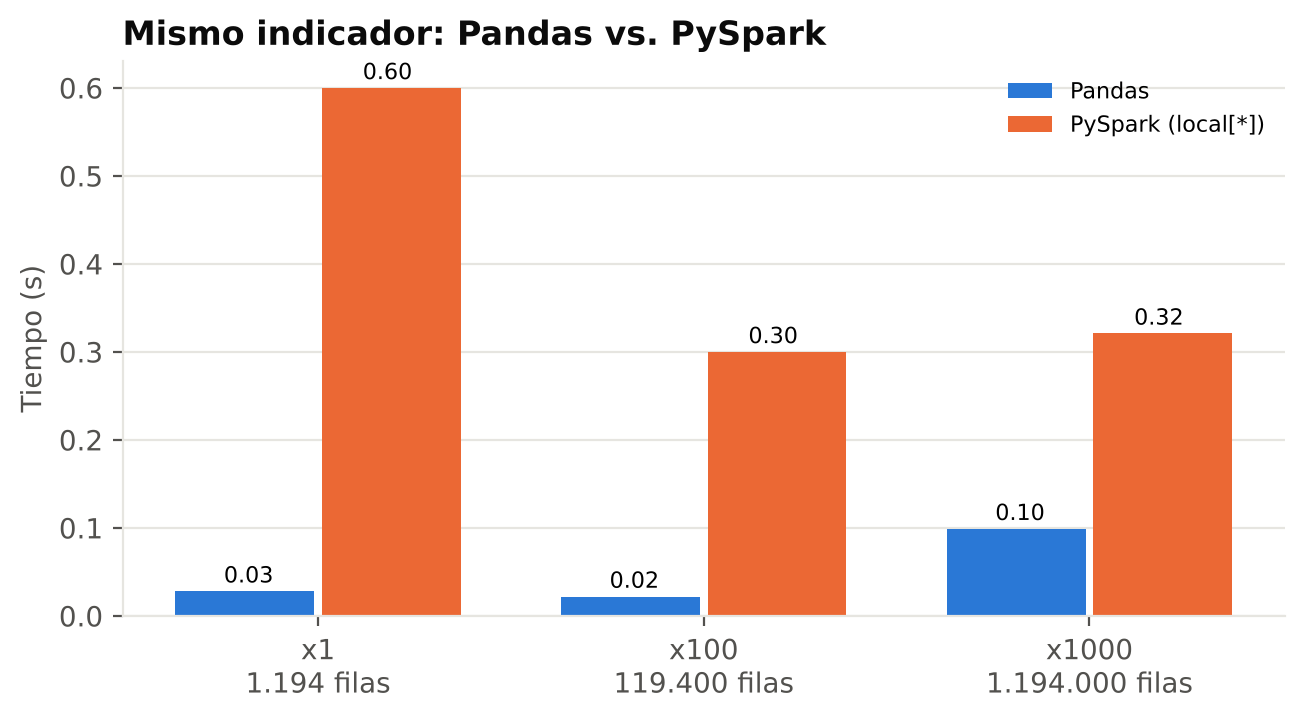 Mismo indicador: Pandas vs. PySpark
Pandas
PySpark (local[*])
Tiempo (s)
0.6
0.5
0.4
0.3
0.2
0.1
0.0
0.03
0.60
0.02
0.30
0.10
0.32
x1
1.194 filas
x100
119.400 filas
x1000
1.194.000 filas